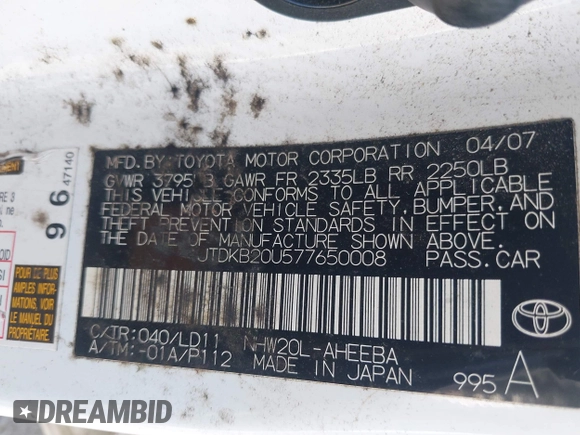 MFD. BY: TOYOTA MOTOR CORPORATION 04/07
GVWR 3795LB GAWR FR 2335LB RR 2250LB
THIS VEHICLE CONFORMS TO ALL APPLICABLE
FEDERAL MOTOR VEHICLE SAFETY, BUMPER, AND
THEFT PREVENTION STANDARDS IN EFFECT ON
THE DATE OF MANUFACTURE SHOWN ABOVE.
JTDKB20U577650008 PASS. CAR
C/TR: 040/LD11 NHW20L-AHEEBA
A/TM: -01A/P112 MADE IN JAPAN
995 A
TOYOTA
96
47140
POUR DE PLUS
AMPLES INFOR-
MATIONS,
VOIR LE MANUEL
DU
DREAMBID